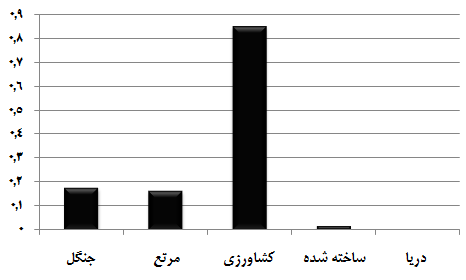 ۰,۹
۰,۸
۰,۷
۰,۶
۰,۵
۰,۴
۰,۳
۰,۲
۰,۱
۰
جنگل
مرتع
کشاورزی
ساخته شده
دریا